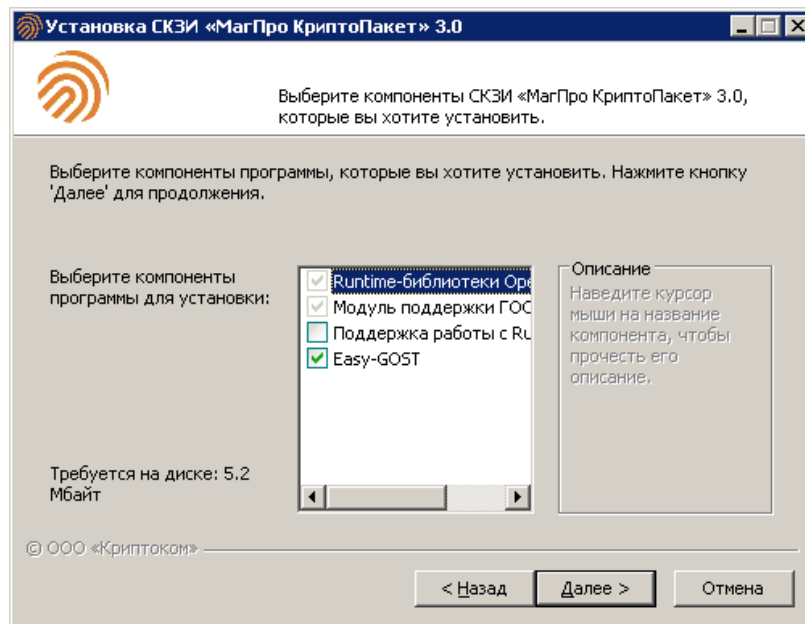 Установка СКЗИ «МагПро КриптоПакет» 3.0
Выберите компоненты СКЗИ «МагПро КриптоПакет» 3.0,
которые вы хотите установить.
Выберите компоненты программы, которые вы хотите установить. Нажмите кнопку
'Далее' для продолжения.
Выберите компоненты
программы для установки:
Runtime-библиотеки Ope
Модуль поддержки ГОС
Поддержка работы с Ru
Easy-GOST
Описание
Наведите курсор
мыши на название
компонента, чтобы
прочесть его
описание.
Требуется на диске: 5.2
Мбайт
© ООО «Криптоком»
< Назад
Далее >
Отмена